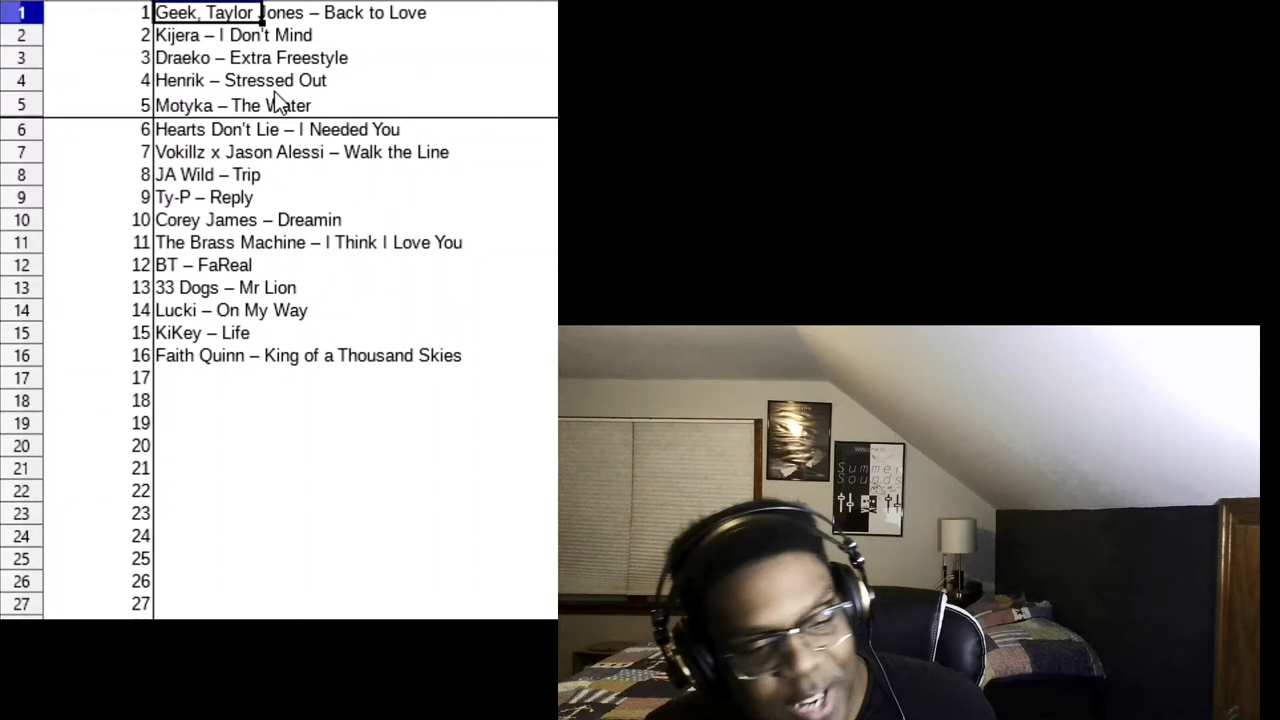 1 1 Geek, Taylor Jones – Back to Love
2 2 Kijera – I Don't Mind
3 3 Draeko – Extra Freestyle
4 4 Henrik – Stressed Out
5 5 Motyka – The Water
6 6 Hearts Don't Lie – I Needed You
7 7 Vokillz x Jason Alessi – Walk the Line
8 8 JA Wild – Trip
9 9 Ty-P – Reply
10 10 Corey James – Dreamin
11 11 The Brass Machine – I Think I Love You
12 12 BT – FaReal
13 13 33 Dogs – Mr Lion
14 14 Lucki – On My Way
15 15 KiKey – Life
16 16 Faith Quinn – King of a Thousand Skies
17 17
18 18
19 19
20 20
21 21
22 22
23 23
24 24
25 25
26 26
27 27
Welcome to
Summer
Sounds